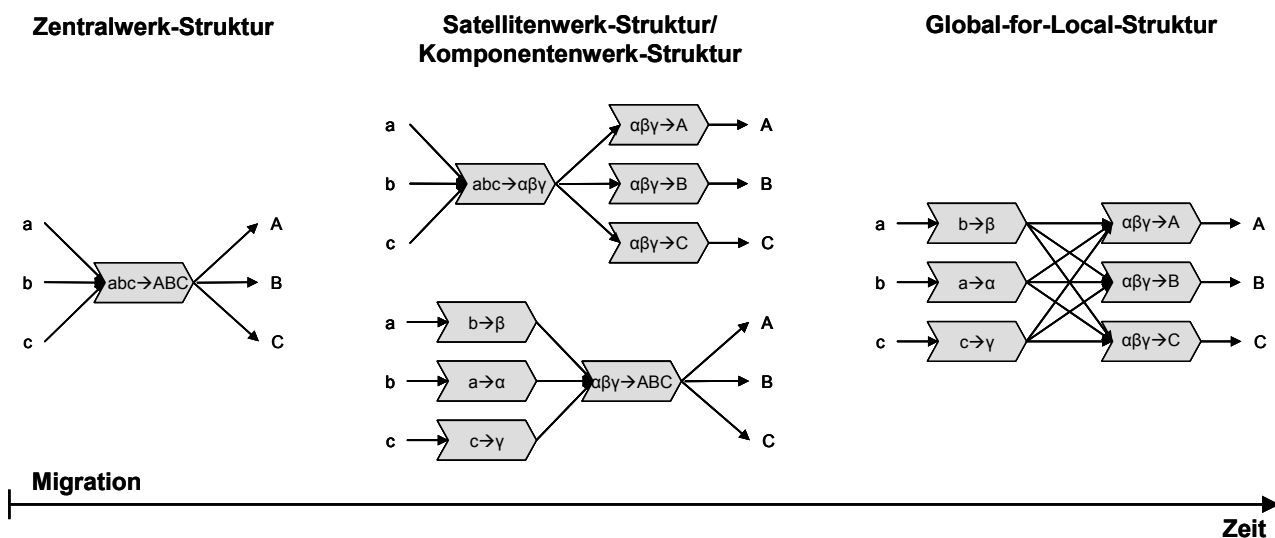 Zentralwerk-Struktur
Satellitenwerk-Struktur/
Komponentenwerk-Struktur
Global-for-Local-Struktur
a
b
c
abc→ABC
A
B
C
a
b
c
abc→αβγ
αβγ→A
αβγ→B
αβγ→C
A
B
C
a
b
c
b→β
a→α
c→γ
αβγ→ABC
A
B
C
a
b
c
b→β
a→α
c→γ
αβγ→A
αβγ→B
αβγ→C
A
B
C
Migration
Zeit